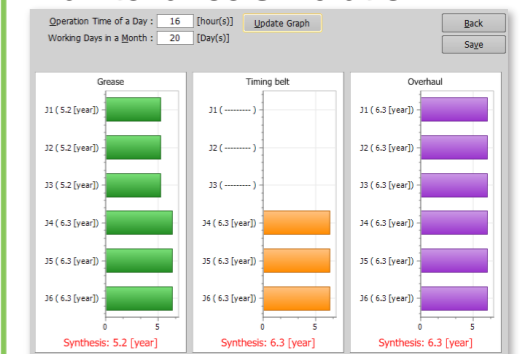 Operation Time of a Day : 16 [hour(s)] Update Graph Back
Working Days in a Month : 20 [Day(s)] Save
Grease
J1 ( 5.2 [year])
J2 ( 5.2 [year])
J3 ( 5.2 [year])
J4 ( 6.3 [year])
J5 ( 6.3 [year])
J6 ( 6.3 [year])
0 5
Synthesis: 5.2 [year]
Timing belt
J1 ( --------- )
J2 ( --------- )
J3 ( --------- )
J4 ( 6.3 [year])
J5 ( 6.3 [year])
J6 ( 6.3 [year])
0 5
Synthesis: 6.3 [year]
Overhaul
J1 ( 6.3 [year])
J2 ( 6.3 [year])
J3 ( 6.3 [year])
J4 ( 6.3 [year])
J5 ( 6.3 [year])
J6 ( 6.3 [year])
0 5
Synthesis: 6.3 [year]